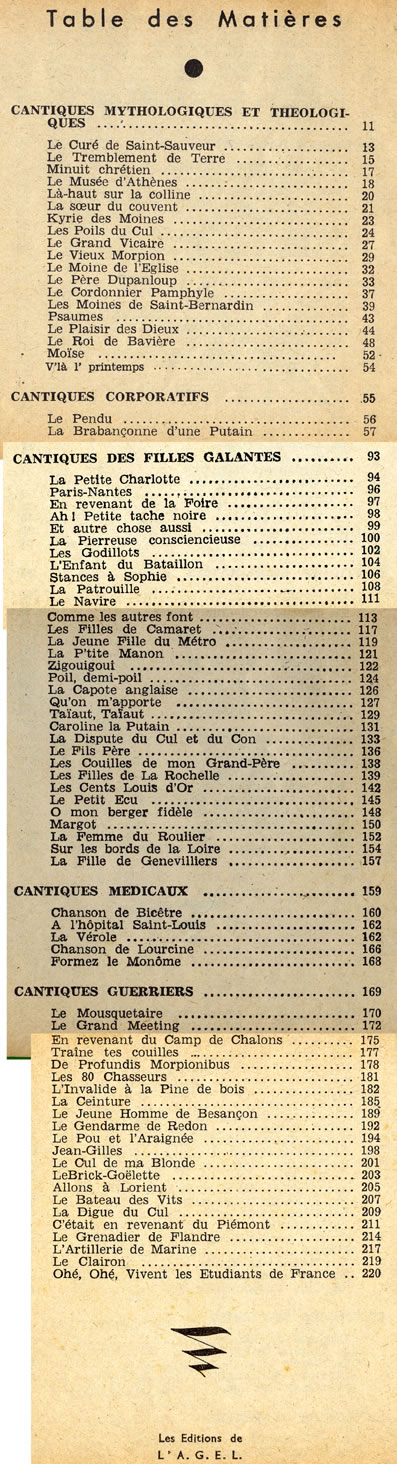 Table des Matières
CANTIQUES MYTHOLOGIQUES ET THEOLOGI-
QUES .......... 11
Le Curé de Saint-Sauveur .......... 13
Le Tremblement de Terre .......... 15
Minuit chrétien .......... 17
Le Musée d'Athènes .......... 18
Là-haut sur la colline .......... 20
La sœur du couvent .......... 21
Kyrie des Moines .......... 23
Les Poils du Cul .......... 24
Le Grand Vicaire .......... 27
Le Vieux Morpion .......... 29
Le Moine de l'Eglise .......... 32
Le Père Dupanloup .......... 33
Le Cordonnier Pamphyle .......... 37
Les Moines de Saint-Bernardin .......... 39
Psaumes .......... 43
Le Plaisir des Dieux .......... 44
Le Roi de Bavière .......... 48
Moïse .......... 52
V'là l' printemps .......... 54
CANTIQUES CORPORATIFS .......... 55
Le Pendu .......... 56
La Brabançonne d'une Putain .......... 57
CANTIQUES DES FILLES GALANTES .......... 93
La Petite Charlotte .......... 94
Paris-Nantes .......... 96
En revenant de la Foire .......... 97
Ah! Petite tache noire .......... 98
Et autre chose aussi .......... 99
La Pierreuse consciencieuse .......... 100
Les Godillots .......... 102
L'Enfant du Bataillon .......... 104
Stances à Sophie .......... 106
La Patrouille .......... 108
Le Navire .......... 111
Comme les autres font .......... 113
Les Filles de Camaret .......... 117
La Jeune Fille du Métro .......... 119
La P'tite Manon .......... 121
Zigouigoui .......... 122
Poil, demi-poil .......... 124
La Capote anglaise .......... 126
Qu'on m'apporte .......... 127
Taïaut, Taïaut .......... 129
Caroline la Putain .......... 131
La Dispute du Cul et du Con .......... 133
Le Fils Père .......... 136
Les Couilles de mon Grand-Père .......... 138
Les Filles de La Rochelle .......... 139
Les Cents Louis d'Or .......... 142
Le Petit Ecu .......... 145
O mon berger fidèle .......... 148
Margot .......... 150
La Femme du Roulier .......... 152
Sur les bords de la Loire .......... 154
La Fille de Genevilliers .......... 157
CANTIQUES MEDICAUX .......... 159
Chanson de Bicêtre .......... 160
A l'hôpital Saint-Louis .......... 162
La Vérole .......... 162
Chanson de Lourcine .......... 166
Formez le Monôme .......... 168
CANTIQUES GUERRIERS .......... 169
Le Mousquetaire .......... 170
Le Grand Meeting .......... 172
En revenant du Camp de Chalons .......... 175
Traîne tes couilles .......... 177
De Profundis Morpionibus .......... 178
Les 80 Chasseurs .......... 181
L'Invalide à la Pine de bois .......... 182
La Ceinture .......... 185
Le Jeune Homme de Besançon .......... 189
Le Gendarme de Redon .......... 192
Le Pou et l'Araignée .......... 194
Jean-Gilles .......... 198
Le Cul de ma Blonde .......... 201
LeBrick-Goëlette .......... 203
Allons à Lorient .......... 205
Le Bateau des Vits .......... 207
La Digue du Cul .......... 209
C'était en revenant du Piémont .......... 211
Le Grenadier de Flandre .......... 214
L'Artillerie de Marine .......... 217
Le Clairon .......... 219
Ohé, Ohé, Vivent les Etudiants de France .. 220
Les Editions de
L'A.G.E.L.